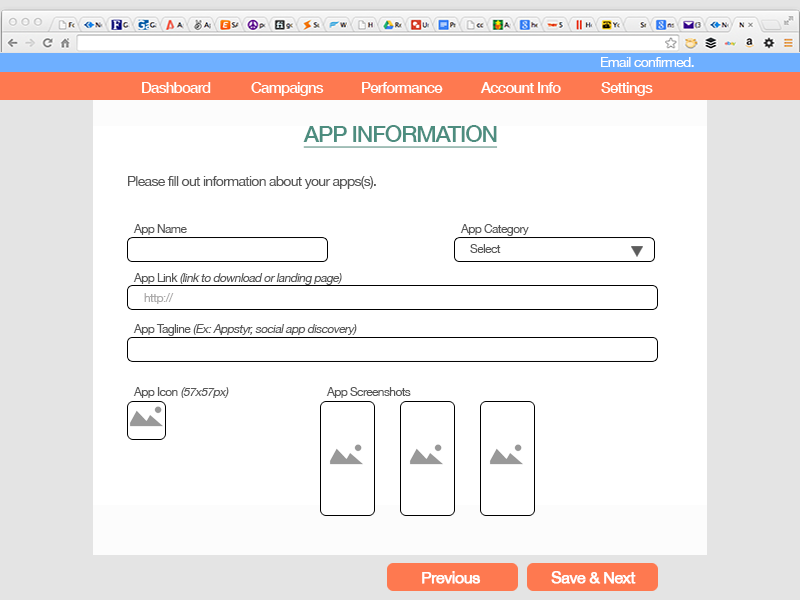 Email confirmed.
Dashboard Campaigns Performance Account Info Settings
APP INFORMATION
Please fill out information about your apps(s).
App Name App Category
Select
App Link (link to download or landing page)
http://
App Tagline (Ex: Appstyr, social app discovery)
App Icon (57x57px) App Screenshots
Previous Save & Next